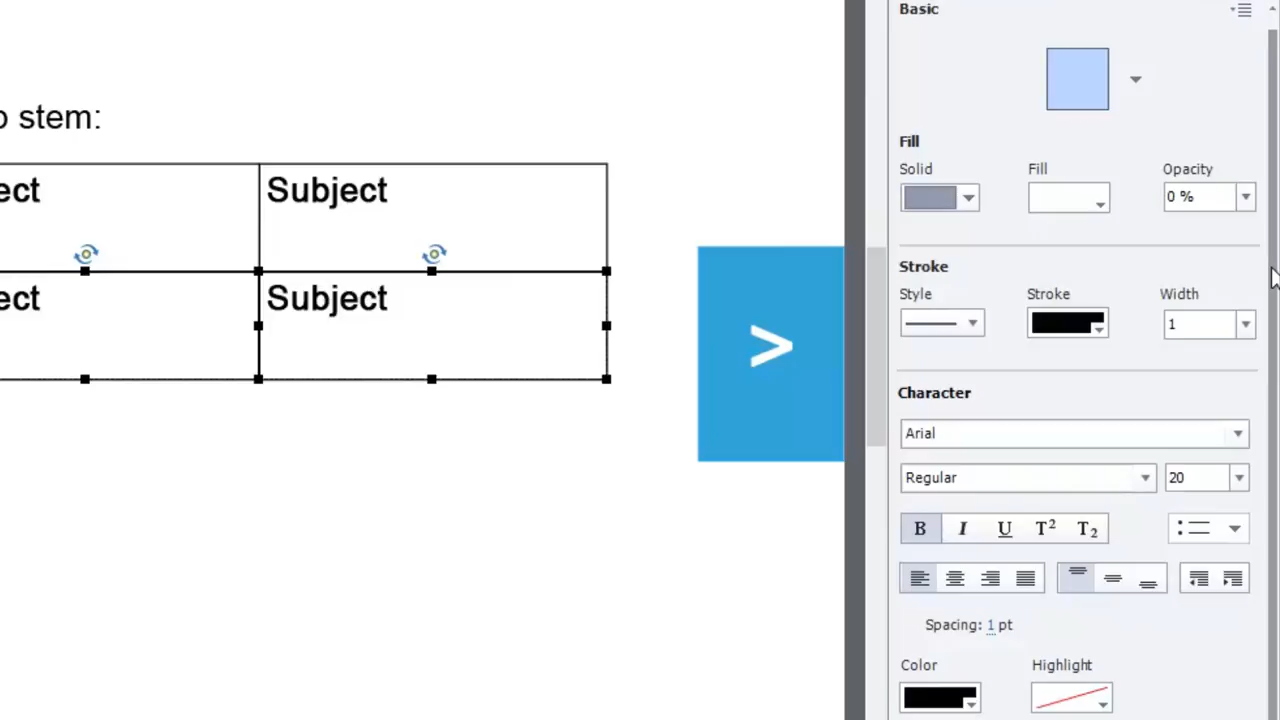 Basic
o stem:
Fill
Solid Fill Opacity
0 %
ect Subject
Stroke
Style Stroke Width
1
ect Subject
>
Character
Arial
Regular 20
B I U T² T₂
Spacing: 1 pt
Color Highlight